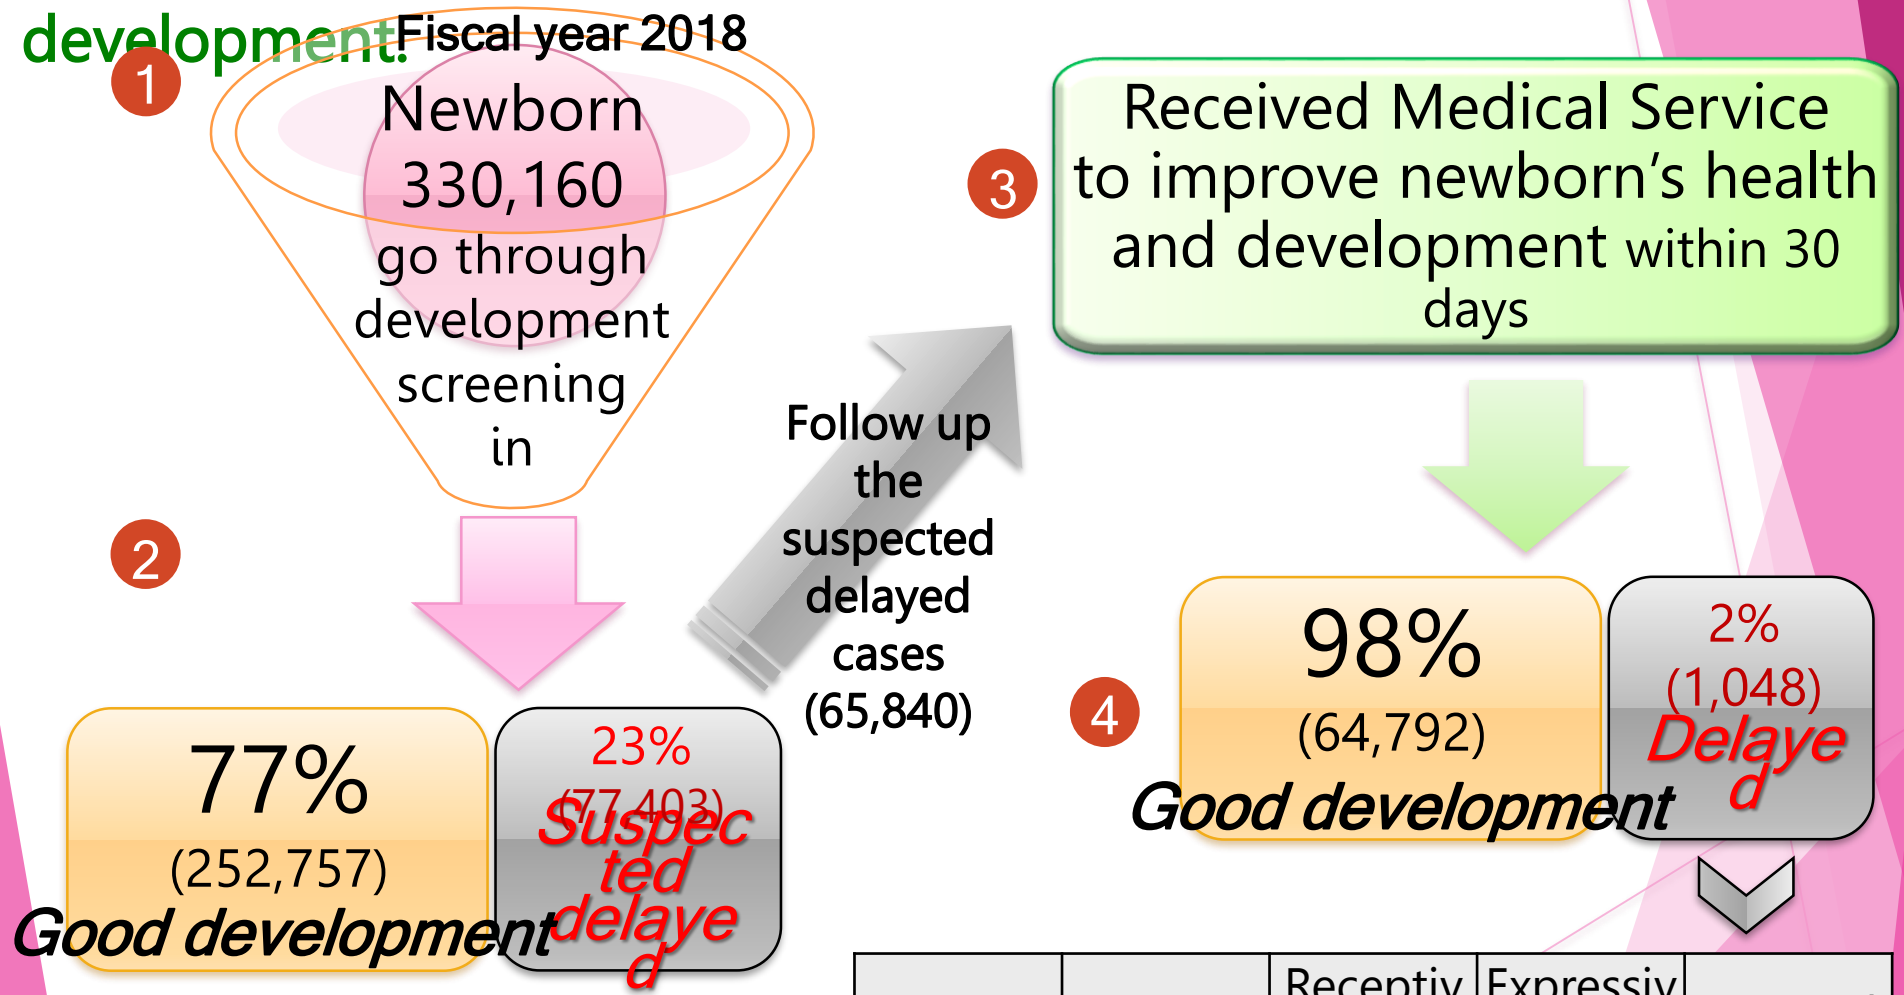 development.
Fiscal year 2018
1
Newborn
330,160
go through
development
screening
in
2
77%
(252,757)
Good development
23%
(77,403)
Suspec
ted
delaye
d
Follow up
the
suspected
delayed
cases
(65,840)
3
Received Medical Service
to improve newborn’s health
and development within 30
days
4
98%
(64,792)
Good development
2%
(1,048)
Delaye
d
Receptiv
Expressiv